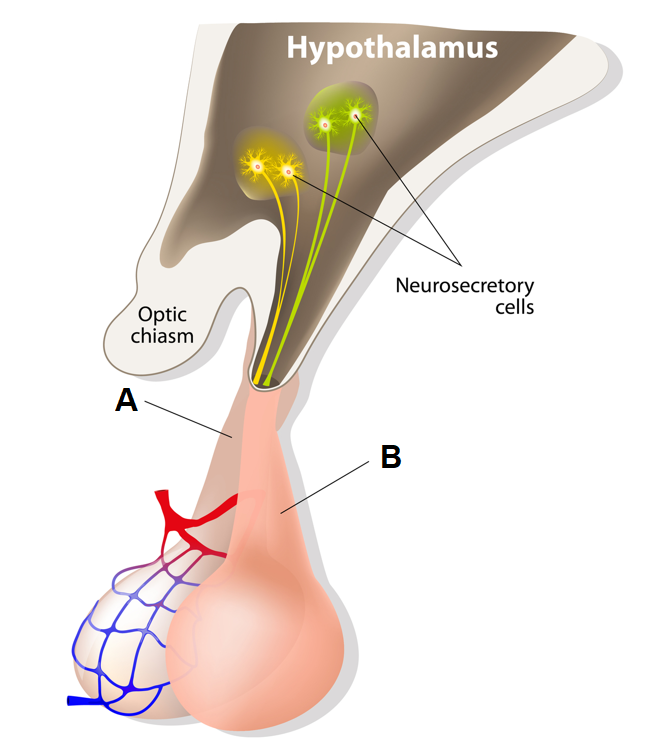 Hypothalamus
Neurosecretory
cells
Optic
chiasm
A
B